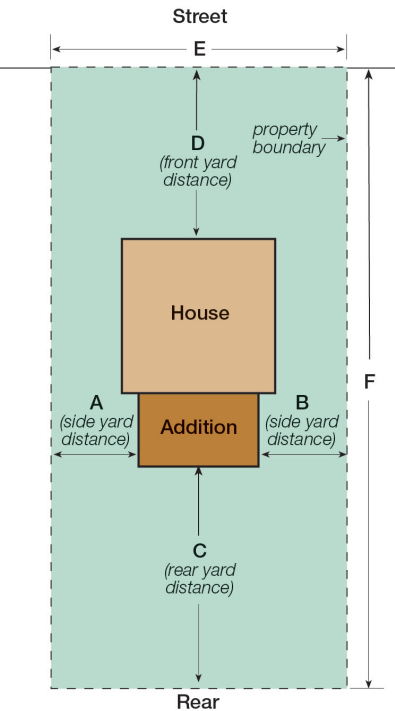 Street
E
property
boundary
D
(front yard
distance)
House
F
A
(side yard
distance)
B
(side yard
distance)
Addition
C
(rear yard
distance)
Rear